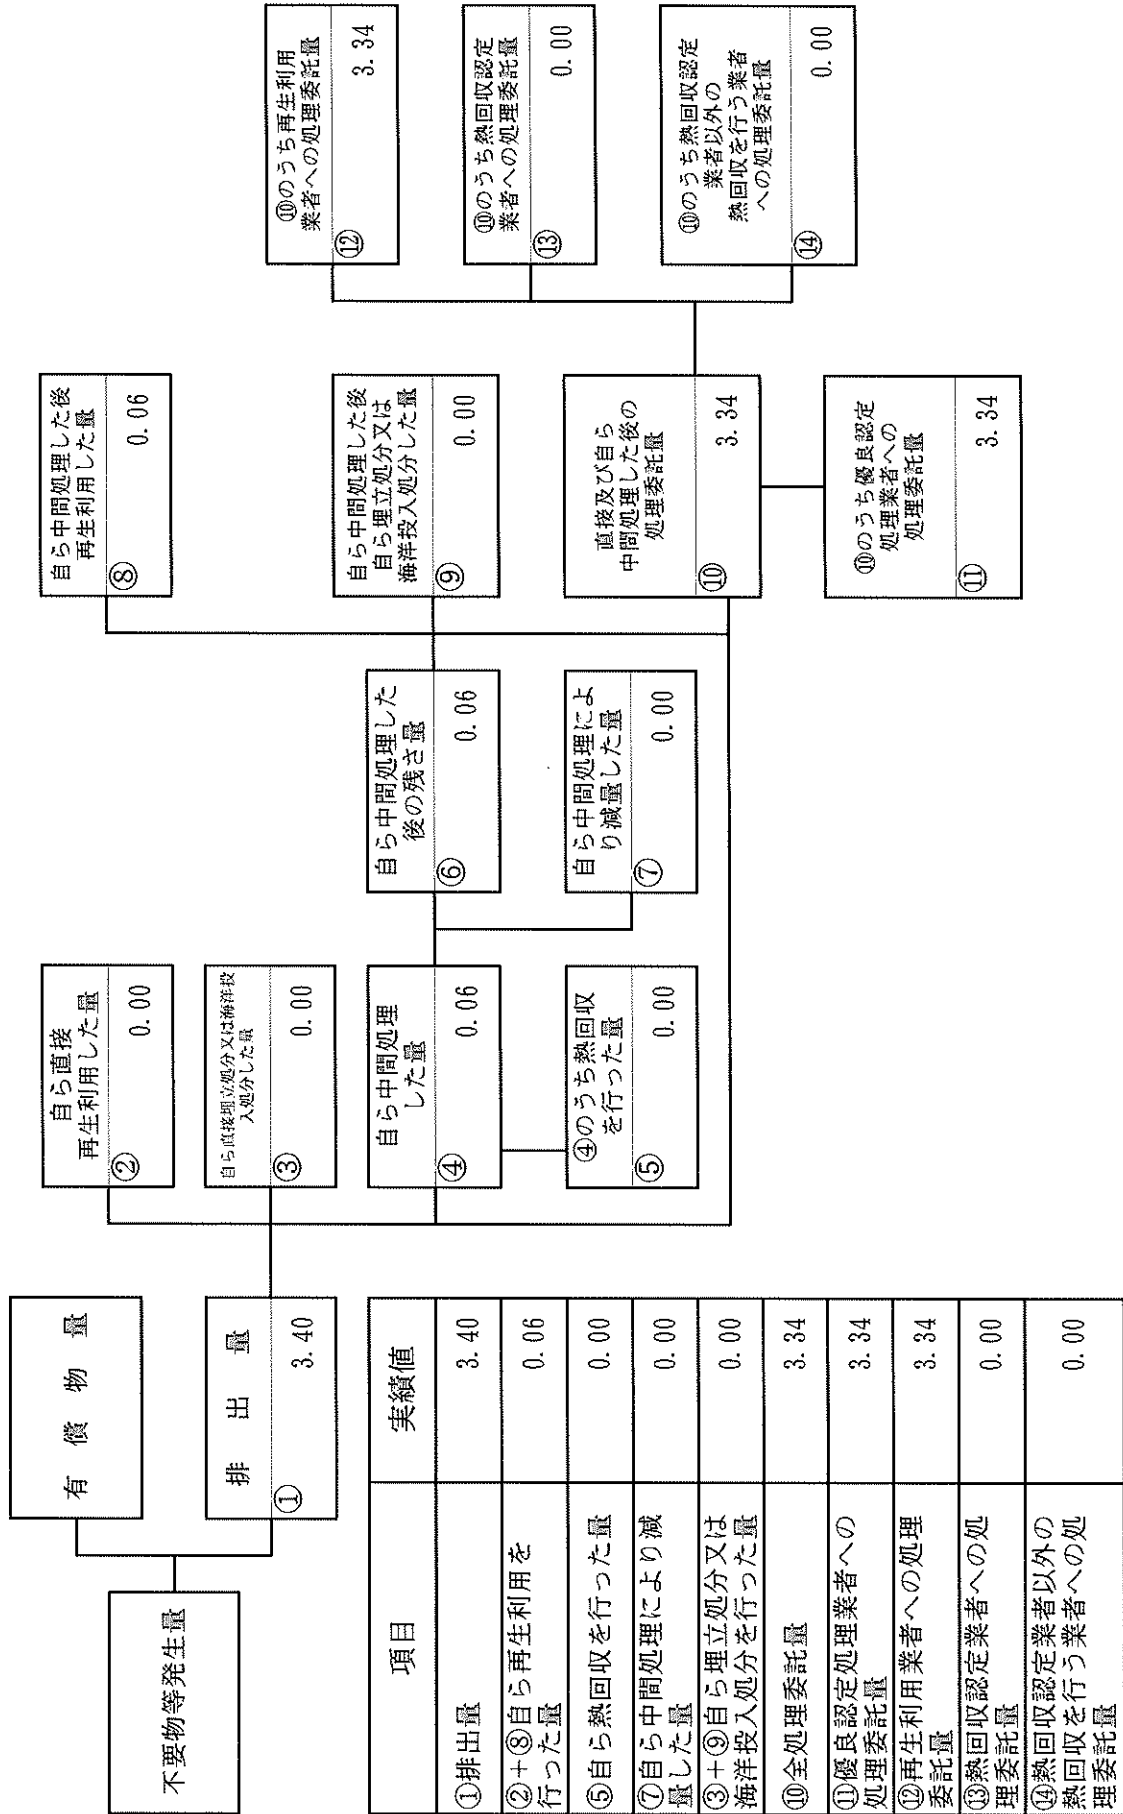 不要物等発生量
有償物量
排出量
① 3.40
自ら直接
再生利用した量
② 0.00
自ら直接埋立処分又は海洋投
入処分した量
③ 0.00
自ら中間処理
した量
④ 0.06
④のうち熱回収
を行った量
⑤ 0.00
自ら中間処理した
後の残さ量
⑥ 0.06
自ら中間処理によ
り減量した量
⑦ 0.00
自ら中間処理した後
再生利用した量
⑧ 0.06
自ら中間処理した後
自ら埋立処分又は
海洋投入処分した量
⑨ 0.00
直接及び自ら
中間処理した後の
処理委託量
⑩ 3.34
⑩のうち優良認定
処理業者への
処理委託量
⑪ 3.34
⑩のうち再生利用
業者への処理委託量
⑫ 3.34
⑩のうち熱回収認定
業者への処理委託量
⑬ 0.00
⑩のうち熱回収認定
業者以外の
熱回収を行う業者
への処理委託量
⑭ 0.00
項目 実績値
①排出量 3.40
②+⑧自ら再生利用を
行った量 0.06
⑤自ら熱回収を行った量 0.00
⑦自ら中間処理により減
量した量 0.00
③+⑨自ら埋立処分又は
海洋投入処分を行った量 0.00
⑩全処理委託量 3.34
⑪優良認定処理業者への
処理委託量 3.34
⑫再生利用業者への処理
委託量 3.34
⑬熱回収認定業者への処
理委託量 0.00
⑭熱回収認定業者以外の
熱回収を行う業者への処
理委託量 0.00